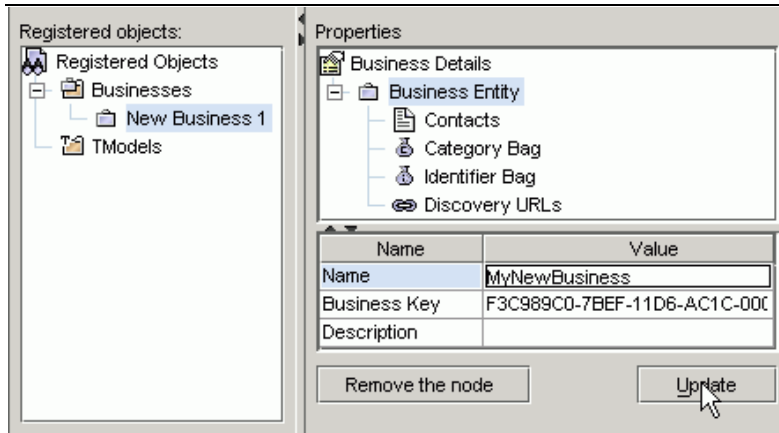 Registered objects:
Registered Objects
Businesses
New Business 1
TModels
Properties
Business Details
Business Entity
Contacts
Category Bag
Identifier Bag
Discovery URLs
Name Value
Name MyNewBusiness
Business Key F3C989C0-7BEF-11D6-AC1C-000
Description
Remove the node Update